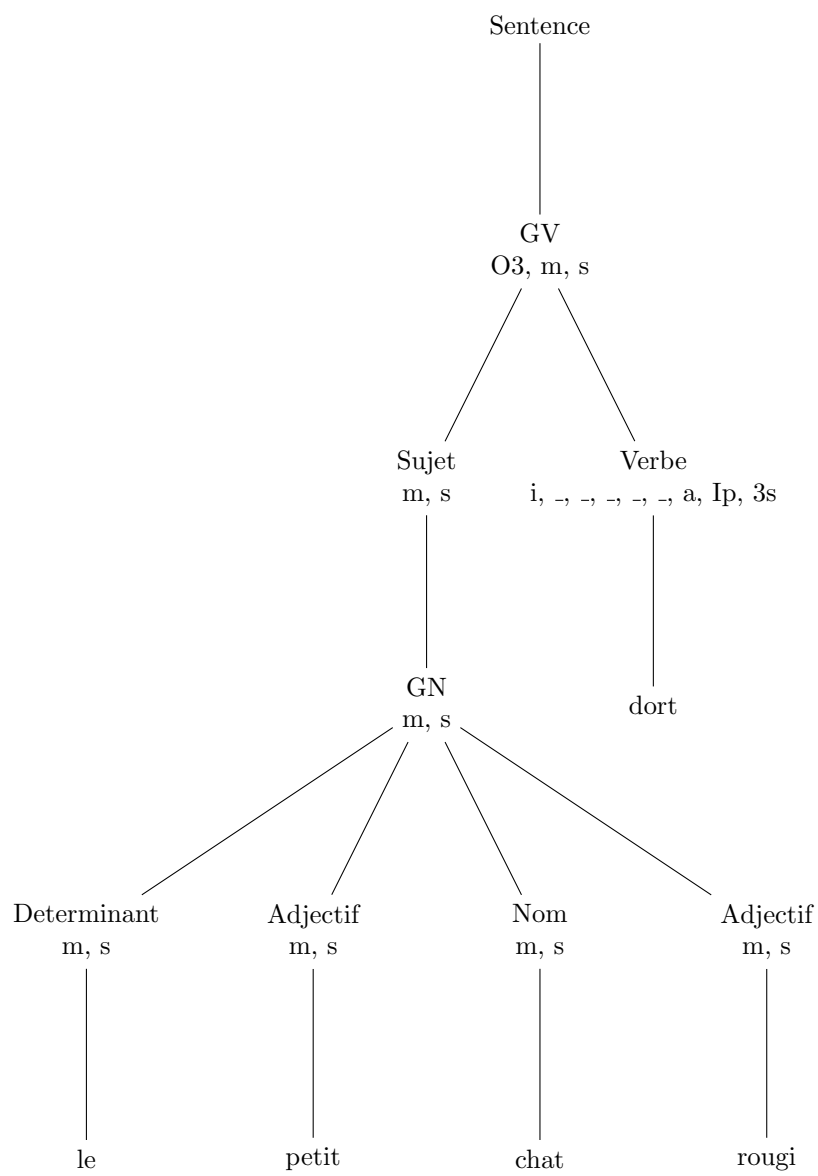 Sentence
GV
O3, m, s
Sujet Verbe
m, s i, _, _, _, _, _, a, Ip, 3s
GN
m, s
dort
Determinant Adjectif Nom Adjectif
m, s m, s m, s m, s
le petit chat rougi